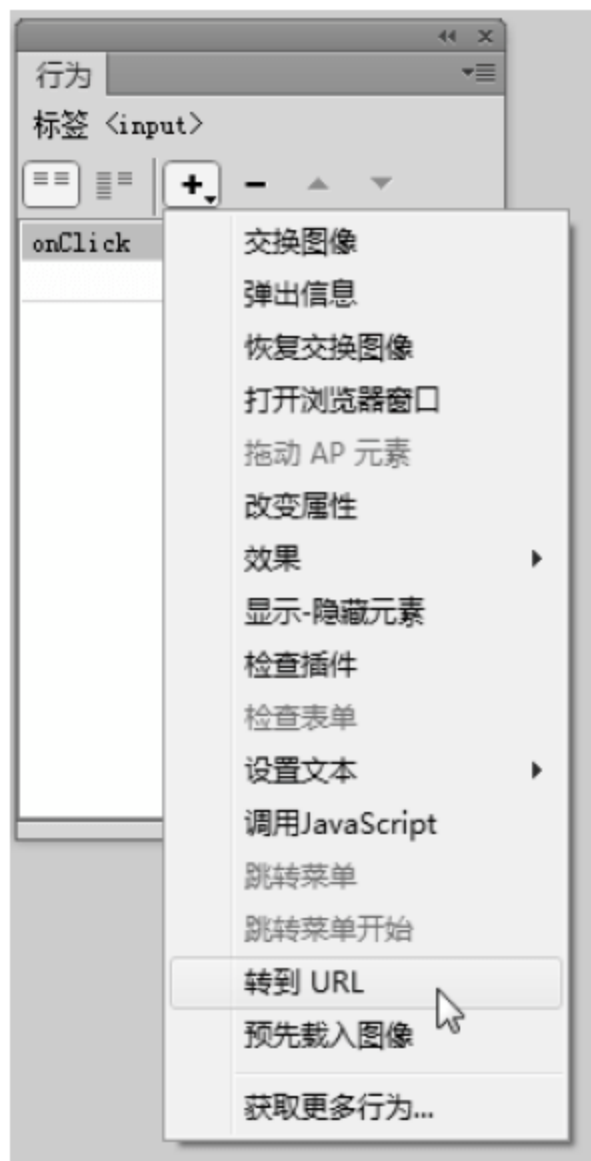 行为
标签 <input>
onClick
交换图像
弹出信息
恢复交换图像
打开浏览器窗口
拖动 AP 元素
改变属性
效果
显示-隐藏元素
检查插件
检查表单
设置文本
调用JavaScript
跳转菜单
跳转菜单开始
转到 URL
预先载入图像
获取更多行为...